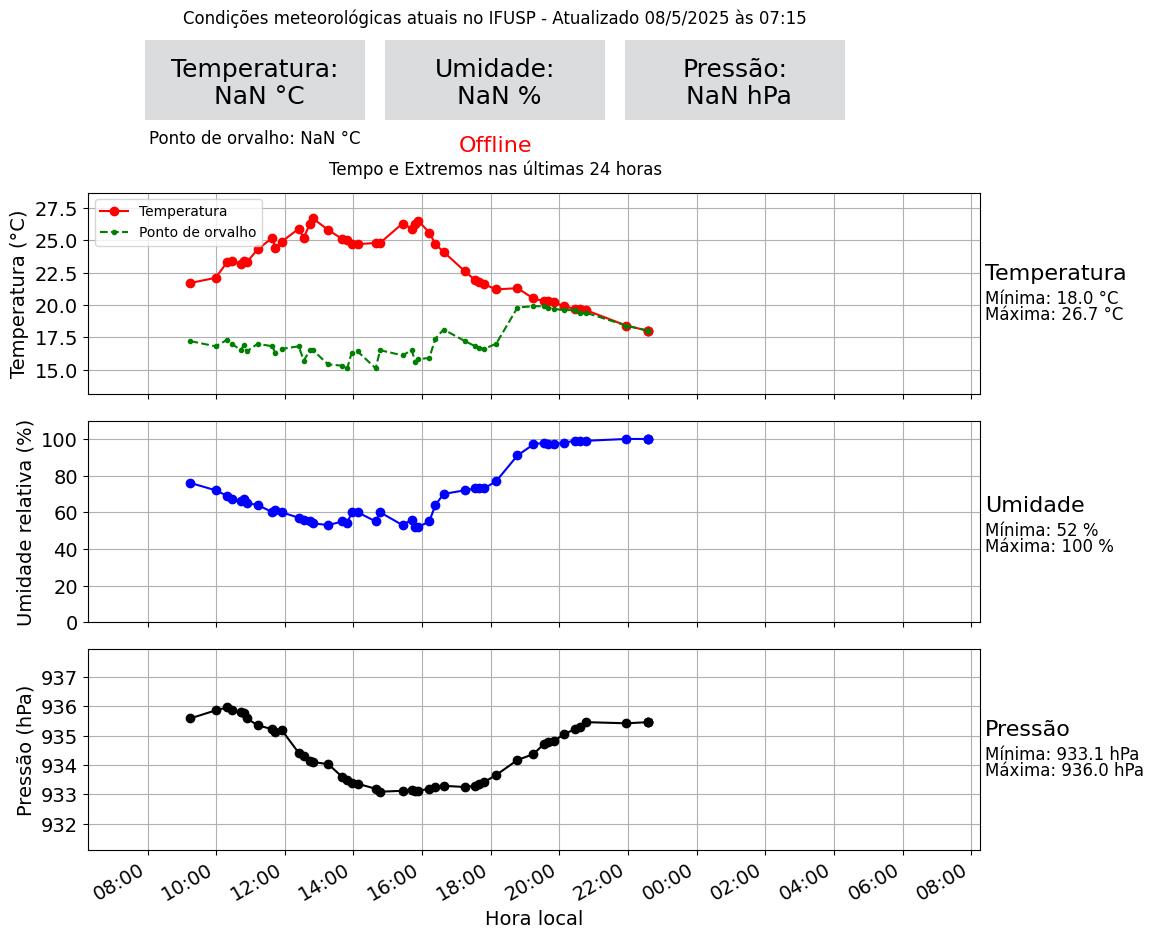 Condições meteorológicas atuais no IFUSP - Atualizado 08/5/2025 às 07:15
Temperatura:
NaN °C
Umidade:
NaN %
Pressão:
NaN hPa
Ponto de orvalho: NaN °C
Offline
Tempo e Extremos nas últimas 24 horas
Temperatura (°C)
27.5
25.0
22.5
20.0
17.5
15.0
Temperatura
Ponto de orvalho
Temperatura
Mínima: 18.0 °C
Máxima: 26.7 °C
Umidade relativa (%)
100
80
60
40
20
0
Umidade
Mínima: 52 %
Máxima: 100 %
Pressão (hPa)
937
936
935
934
933
932
Pressão
Mínima: 933.1 hPa
Máxima: 936.0 hPa
08:00
10:00
12:00
14:00
16:00
18:00
20:00
22:00
00:00
02:00
04:00
06:00
08:00
Hora local